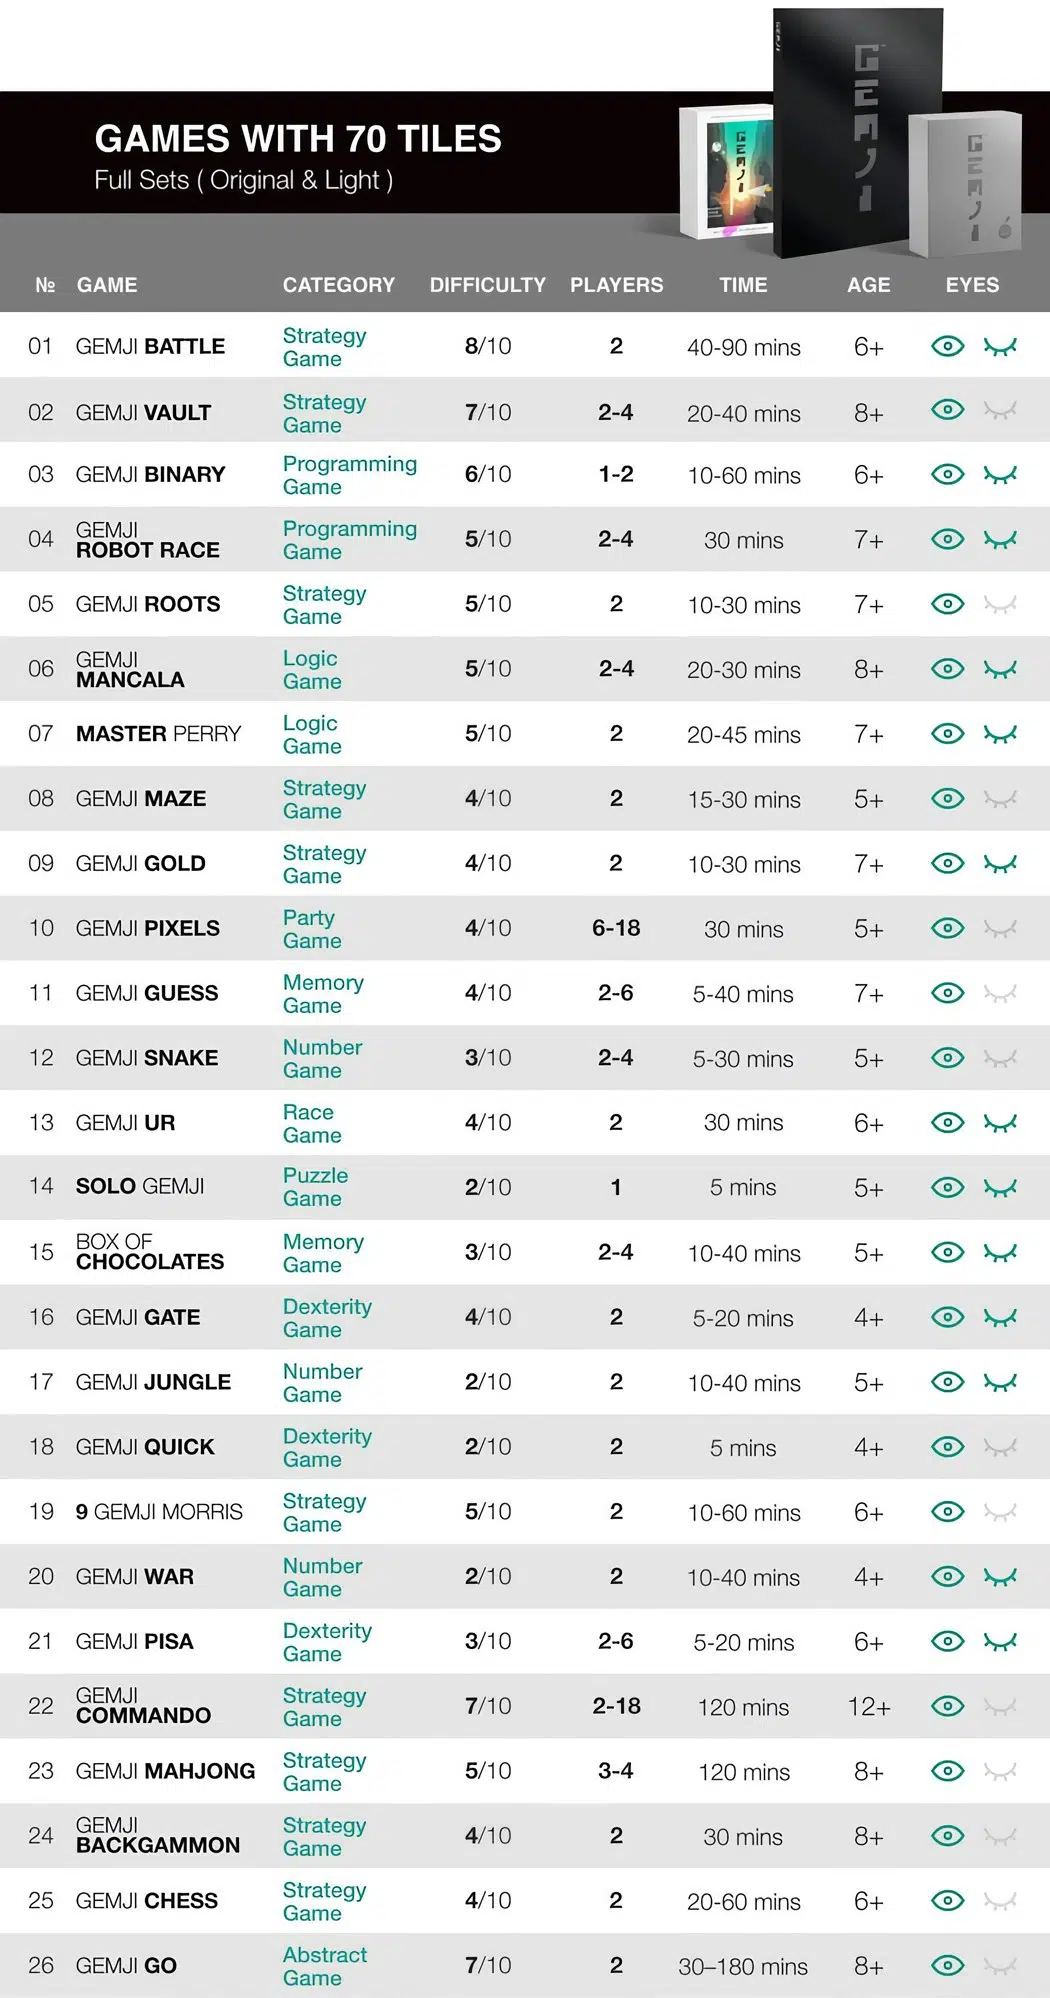 GEMJI
GEMJI
GEMJI
GEMJI
GAMES WITH 70 TILES
Full Sets ( Original & Light )
№ GAME CATEGORY DIFFICULTY PLAYERS TIME AGE EYES
01 GEMJI BATTLE Strategy Game 8/10 2 40-90 mins 6+
02 GEMJI VAULT Strategy Game 7/10 2-4 20-40 mins 8+
03 GEMJI BINARY Programming Game 6/10 1-2 10-60 mins 6+
04 GEMJI ROBOT RACE Programming Game 5/10 2-4 30 mins 7+
05 GEMJI ROOTS Strategy Game 5/10 2 10-30 mins 7+
06 GEMJI MANCALA Logic Game 5/10 2-4 20-30 mins 8+
07 MASTER PERRY Logic Game 5/10 2 20-45 mins 7+
08 GEMJI MAZE Strategy Game 4/10 2 15-30 mins 5+
09 GEMJI GOLD Strategy Game 4/10 2 10-30 mins 7+
10 GEMJI PIXELS Party Game 4/10 6-18 30 mins 5+
11 GEMJI GUESS Memory Game 4/10 2-6 5-40 mins 7+
12 GEMJI SNAKE Number Game 3/10 2-4 5-30 mins 5+
13 GEMJI UR Race Game 4/10 2 30 mins 6+
14 SOLO GEMJI Puzzle Game 2/10 1 5 mins 5+
15 BOX OF CHOCOLATES Memory Game 3/10 2-4 10-40 mins 5+
16 GEMJI GATE Dexterity Game 4/10 2 5-20 mins 4+
17 GEMJI JUNGLE Number Game 2/10 2 10-40 mins 5+
18 GEMJI QUICK Dexterity Game 2/10 2 5 mins 4+
19 9 GEMJI MORRIS Strategy Game 5/10 2 10-60 mins 6+
20 GEMJI WAR Number Game 2/10 2 10-40 mins 4+
21 GEMJI PISA Dexterity Game 3/10 2-6 5-20 mins 6+
22 GEMJI COMMANDO Strategy Game 7/10 2-18 120 mins 12+
23 GEMJI MAHJONG Strategy Game 5/10 3-4 120 mins 8+
24 GEMJI BACKGAMMON Strategy Game 4/10 2 30 mins 8+
25 GEMJI CHESS Strategy Game 4/10 2 20-60 mins 6+
26 GEMJI GO Abstract Game 7/10 2 30–180 mins 8+